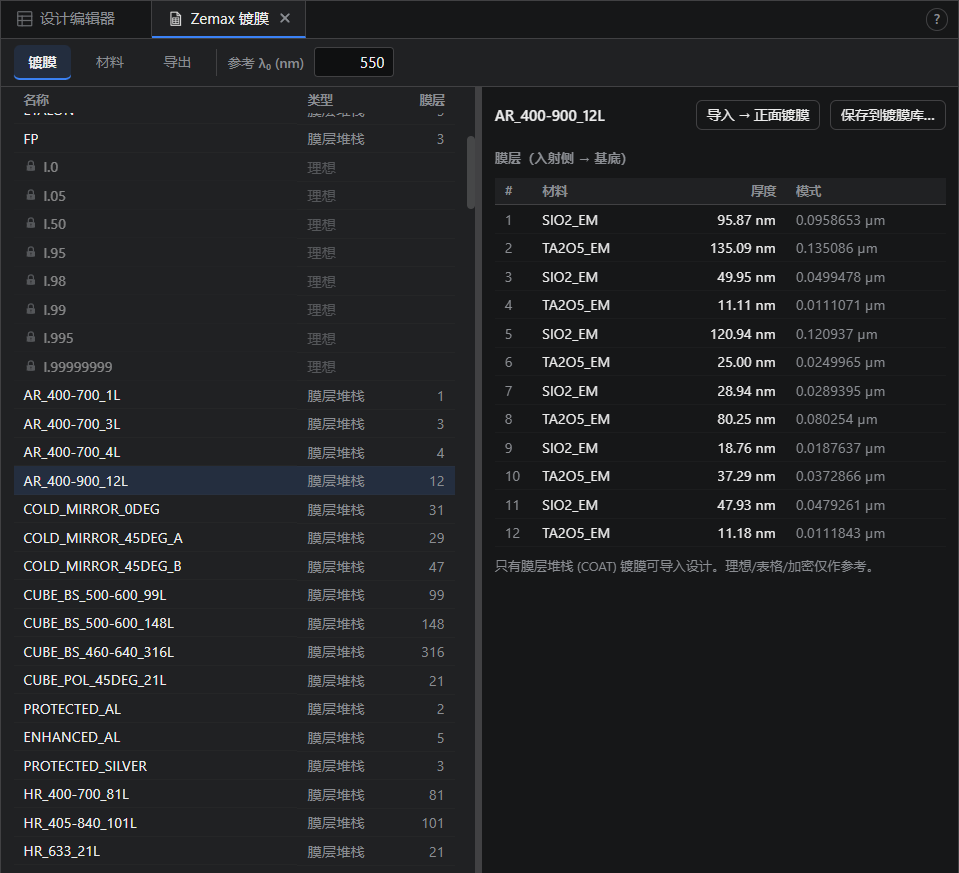 设计编辑器
Zemax 镀膜 ✕
?
镀膜 材料 导出 参考 λ₀ (nm) 550
名称 类型 膜层
FP 膜层堆栈 3
I.0 理想
I.05 理想
I.50 理想
I.95 理想
I.98 理想
I.99 理想
I.995 理想
I.99999999 理想
AR_400-700_1L 膜层堆栈 1
AR_400-700_3L 膜层堆栈 3
AR_400-700_4L 膜层堆栈 4
AR_400-900_12L 膜层堆栈 12
COLD_MIRROR_0DEG 膜层堆栈 31
COLD_MIRROR_45DEG_A 膜层堆栈 29
COLD_MIRROR_45DEG_B 膜层堆栈 47
CUBE_BS_500-600_99L 膜层堆栈 99
CUBE_BS_500-600_148L 膜层堆栈 148
CUBE_BS_460-640_316L 膜层堆栈 316
CUBE_POL_45DEG_21L 膜层堆栈 21
PROTECTED_AL 膜层堆栈 2
ENHANCED_AL 膜层堆栈 5
PROTECTED_SILVER 膜层堆栈 3
HR_400-700_81L 膜层堆栈 81
HR_405-840_101L 膜层堆栈 101
HR_633_21L 膜层堆栈 21
AR_400-900_12L 导入 → 正面镀膜 保存到镀膜库...
膜层（入射侧 → 基底）
# 材料 厚度 模式
1 SIO2_EM 95.87 nm 0.0958653 µm
2 TA2O5_EM 135.09 nm 0.135086 µm
3 SIO2_EM 49.95 nm 0.0499478 µm
4 TA2O5_EM 11.11 nm 0.0111071 µm
5 SIO2_EM 120.94 nm 0.120937 µm
6 TA2O5_EM 25.00 nm 0.0249965 µm
7 SIO2_EM 28.94 nm 0.0289395 µm
8 TA2O5_EM 80.25 nm 0.080254 µm
9 SIO2_EM 18.76 nm 0.0187637 µm
10 TA2O5_EM 37.29 nm 0.0372866 µm
11 SIO2_EM 47.93 nm 0.0479261 µm
12 TA2O5_EM 11.18 nm 0.0111843 µm
只有膜层堆栈 (COAT) 镀膜可导入设计。理想/表格/加密仅作参考。